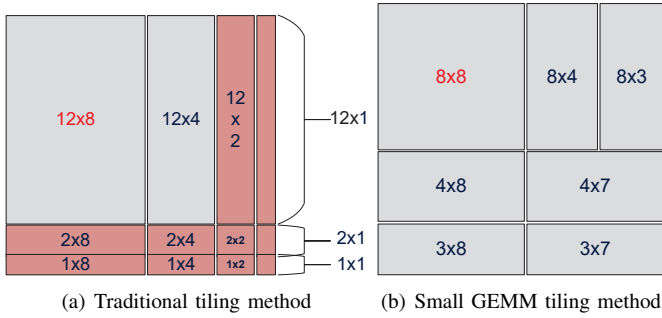 12x8
12x4
12
x
2
12x1
2x8
2x4
2x2
2x1
1x8
1x4
1x2
1x1
(a) Traditional tiling method
8x8
8x4
8x3
4x8
4x7
3x8
3x7
(b) Small GEMM tiling method